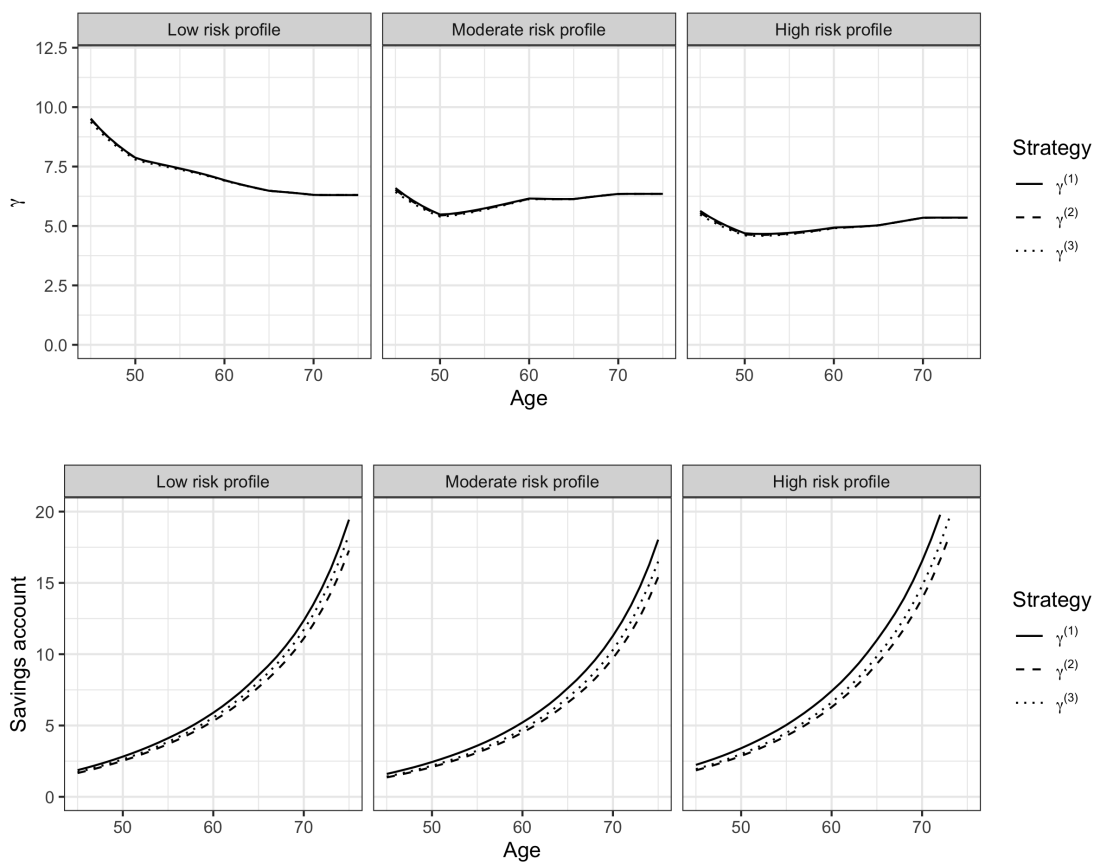 Low risk profile Moderate risk profile High risk profile
12.5
10.0
7.5
5.0
2.5
0.0
γ
50 60 70 50 60 70 50 60 70
Age
Strategy
γ(1)
γ(2)
γ(3)
Low risk profile Moderate risk profile High risk profile
20
15
10
5
0
Savings account
50 60 70 50 60 70 50 60 70
Age
Strategy
γ(1)
γ(2)
γ(3)